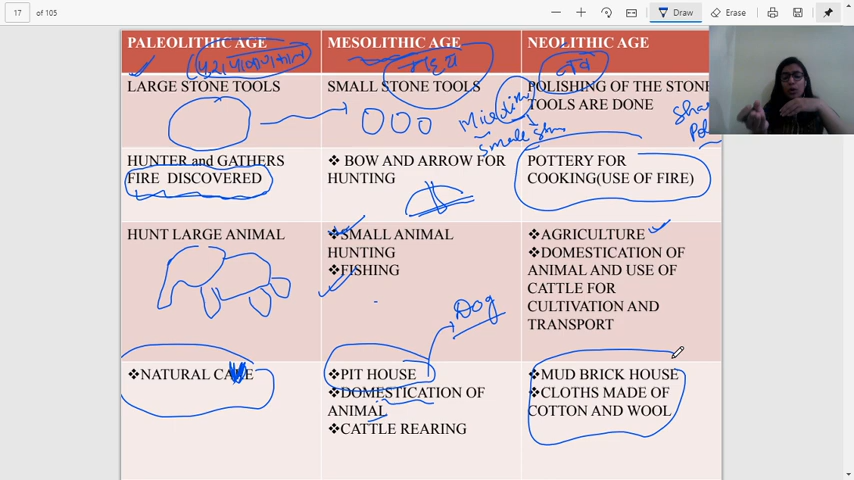 17 of 105
Draw
Erase
PALEOLITHIC AGE
MESOLITHIC AGE
NEOLITHIC AGE
LARGE STONE TOOLS
SMALL STONE TOOLS
POLISHING OF THE STONE
TOOLS ARE DONE
HUNTER and GATHERS
FIRE DISCOVERED
❖ BOW AND ARROW FOR
HUNTING
POTTERY FOR
COOKING(USE OF FIRE)
HUNT LARGE ANIMAL
❖SMALL ANIMAL
HUNTING
❖FISHING
Dog
❖AGRICULTURE
❖DOMESTICATION OF
ANIMAL AND USE OF
CATTLE FOR
CULTIVATION AND
TRANSPORT
❖NATURAL CAVE
❖PIT HOUSE
❖DOMESTICATION OF
ANIMAL
❖CATTLE REARING
❖MUD BRICK HOUSE
❖CLOTHS MADE OF
COTTON AND WOOL